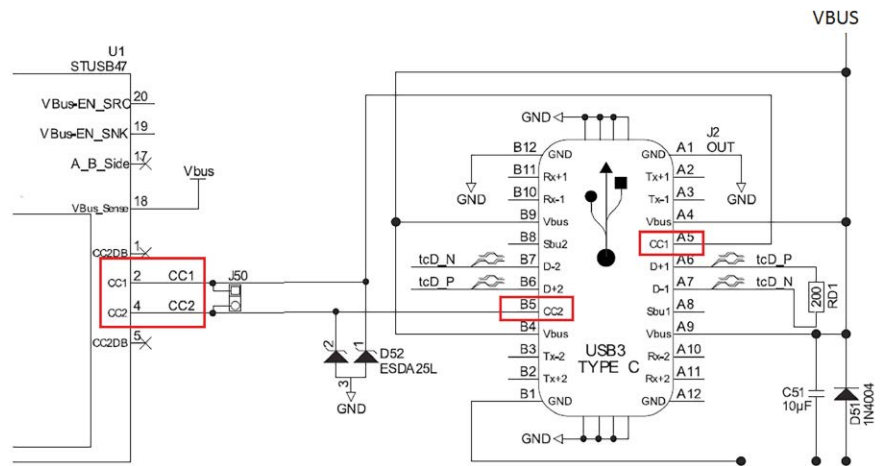 VBUS
U1
STUSB47
VBus-EN_SRC 20
VBus-EN_SNK 19
A_B_Side 17
Vbus
VBus_Sense 18
CC2DB 1
CC1 2 CC1
J50
CC2 4 CC2
CC2DB 5
2
1
D52
ESDA25L
3
GND
GND
J2
OUT
B12 GND
GND A1
GND
GND
B11 Rx+1
Tx+1 A2
B10 Rx-1
Tx-1 A3
B9 Vbus
Vbus A4
B8 Sbu2
CC1 A5
tcD_N B7 D-2
D+1 A6 tcD_P
tcD_P B6 D+2
D-1 A7 tcD_N
200
RD1
B5 CC2
Sbu1 A8
B4 Vbus
Vbus A9
B3 Tx-2
USB3
TYPE C
Rx-2 A10
B2 Tx+2
Rx+2 A11
B1 GND
GND A12
C51
10µF
D51
1N4004
GND